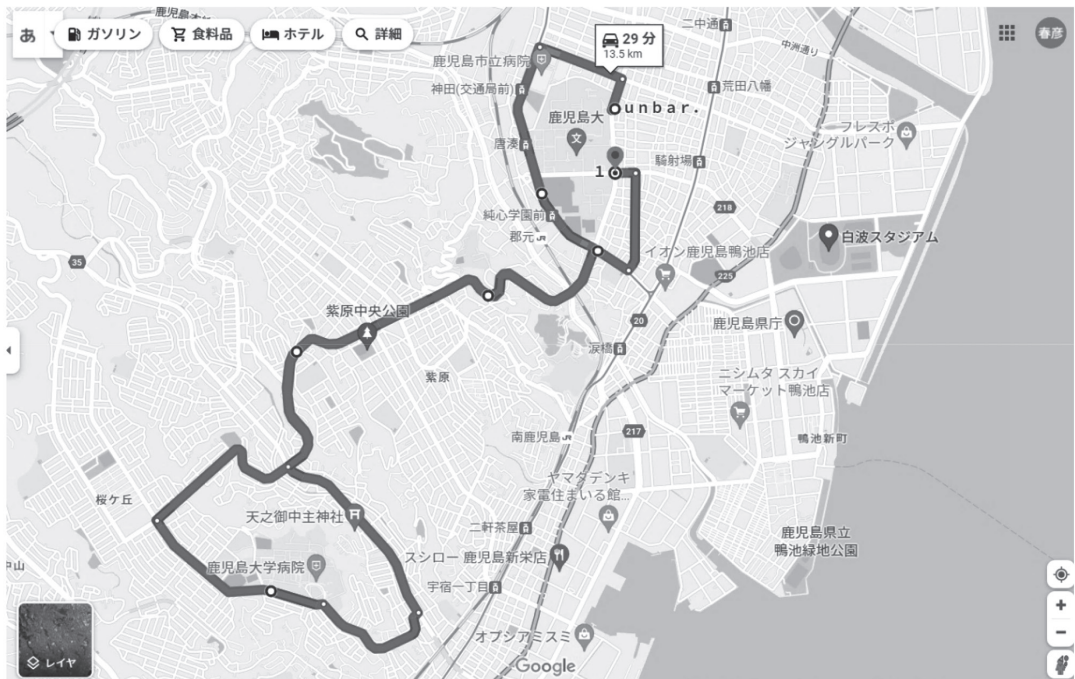 鹿児島本線
あ
ガソリン
食料品
ホテル
詳細
29 分
13.5 km
二中通
中洲通り
春彦
鹿児島市立病院
神田(交通局前)
荒田八幡
unbar.
鹿児島大
フレスポ
ジャングルパーク
唐湊
騎射場
1
218
純心学園前
郡元 JR
白波スタジアム
イオン鹿児島鴨池店
35
225
紫原中央公園
20
鹿児島県庁
涙橋
紫原
ニシムタ スカイ
マーケット鴨池店
217
南鹿児島 JR
鴨池新町
ヤマダデンキ
家電住まいる館...
桜ケ丘
天之御中主神社
二軒茶屋
鹿児島県立
鴨池緑地公園
スシロー 鹿児島新栄店
鹿児島大学病院
中山
宇宿一丁目
オプシアミスミ
レイヤ
Google